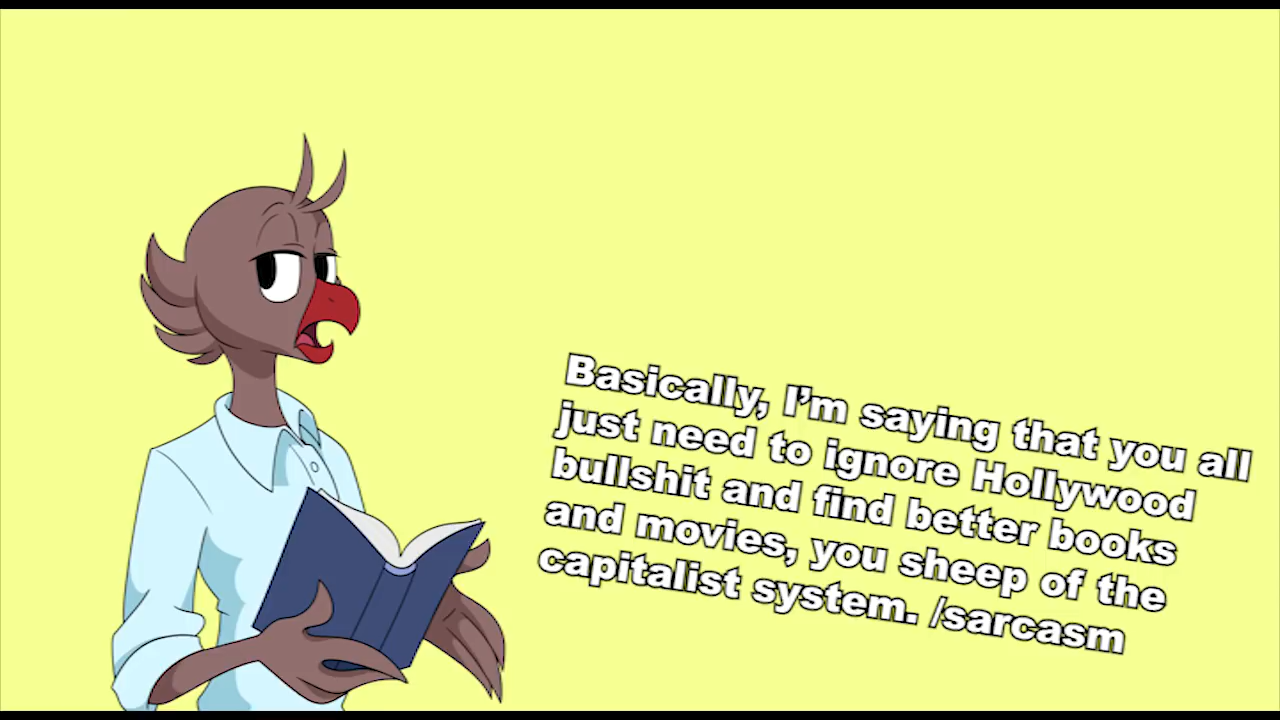 Basically, I’m saying that you all
just need to ignore Hollywood
bullshit and find better books
and movies, you sheep of the
capitalist system. /sarcasm